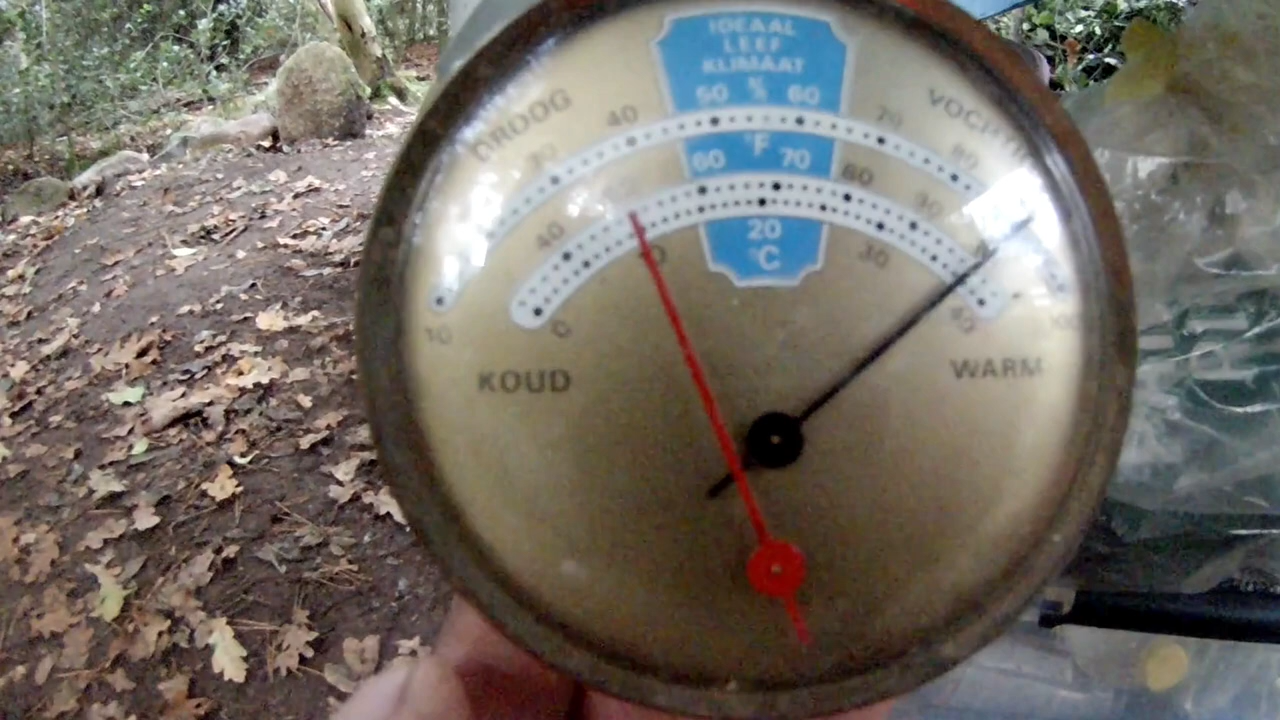 IDEAAL
LEEF
KLIMAAT
DROOG 40 50 % 60 70 VOCHTIG
30 80
°F
40 60 70 80 90
10 0 20 30
°C
KOUD WARM